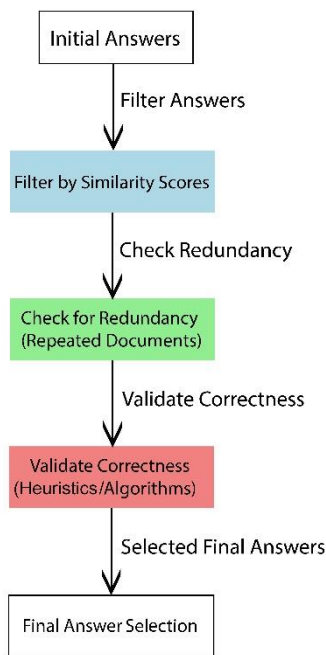 Initial Answers
Filter Answers
Filter by Similarity Scores
Check Redundancy
Check for Redundancy
(Repeated Documents)
Validate Correctness
Validate Correctness
(Heuristics/Algorithms)
Selected Final Answers
Final Answer Selection